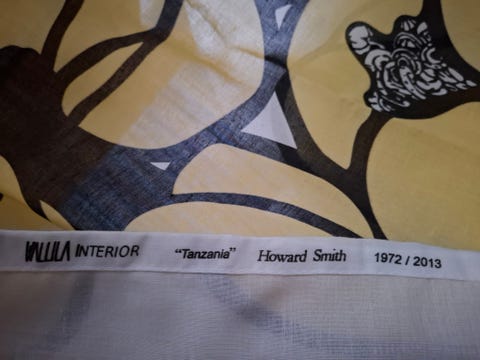 VALLILA INTERIOR "Tanzania" Howard Smith 1972 / 2013